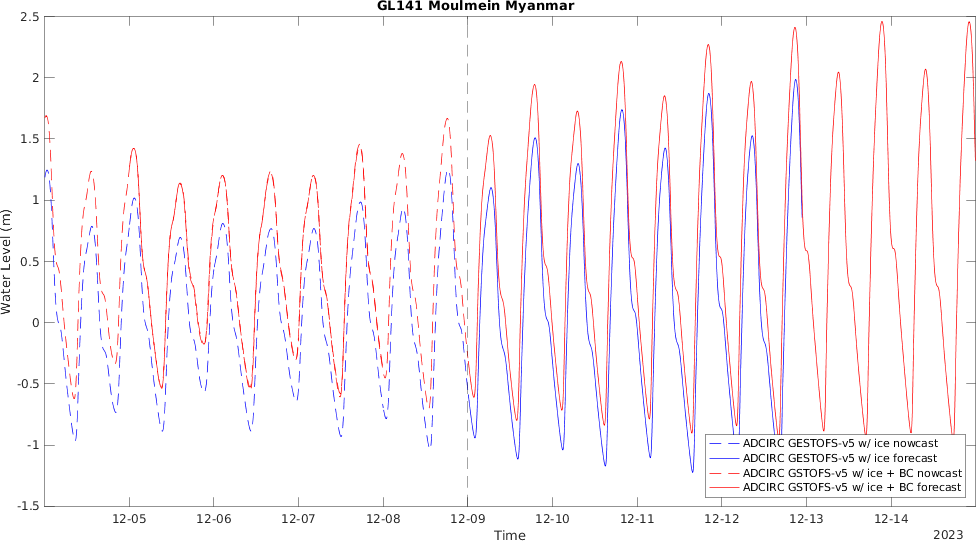 GL141 Moulmein Myanmar
2.5
2
1.5
1
0.5
0
-0.5
-1
-1.5
Water Level (m)
12-05 12-06 12-07 12-08 12-09 12-10 12-11 12-12 12-13 12-14
Time
2023
ADCIRC GESTOFS-v5 w/ ice nowcast
ADCIRC GESTOFS-v5 w/ ice forecast
ADCIRC GSTOFS-v5 w/ ice + BC nowcast
ADCIRC GSTOFS-v5 w/ ice + BC forecast